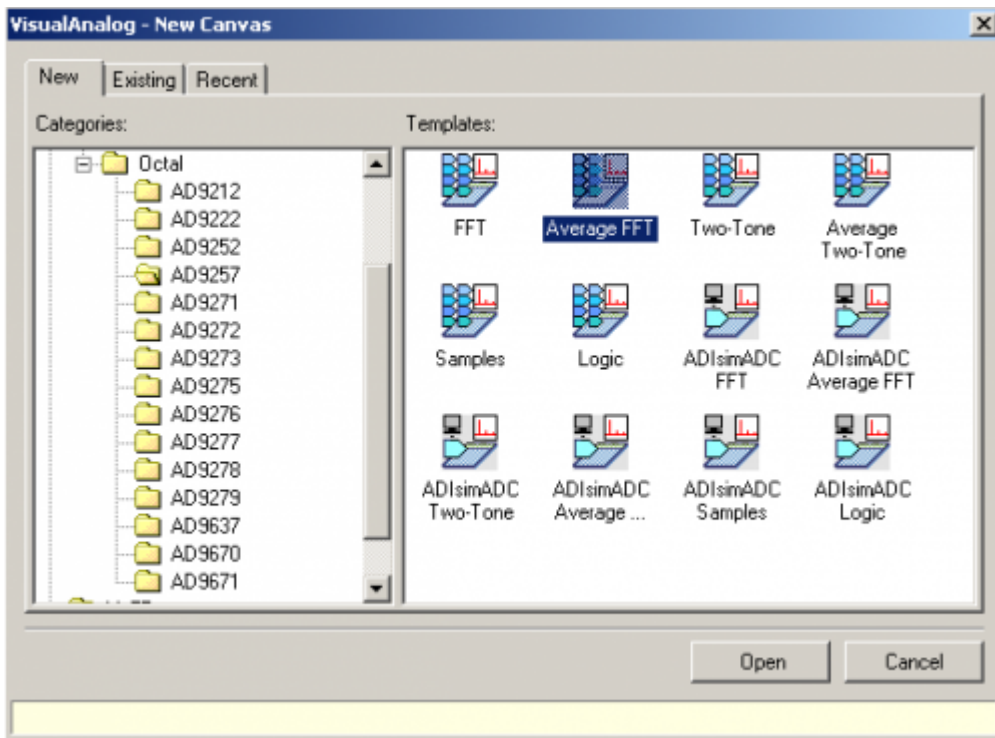 VisualAnalog - New Canvas
New
Existing
Recent
Categories:
Templates:
Octal
AD9212
AD9222
AD9252
AD9257
AD9271
AD9272
AD9273
AD9275
AD9276
AD9277
AD9278
AD9279
AD9637
AD9670
AD9671
FFT
Average FFT
Two-Tone
Average
Two-Tone
Samples
Logic
ADIsimADC
FFT
ADIsimADC
Average FFT
ADIsimADC
Two-Tone
ADIsimADC
Average ...
ADIsimADC
Samples
ADIsimADC
Logic
Open
Cancel